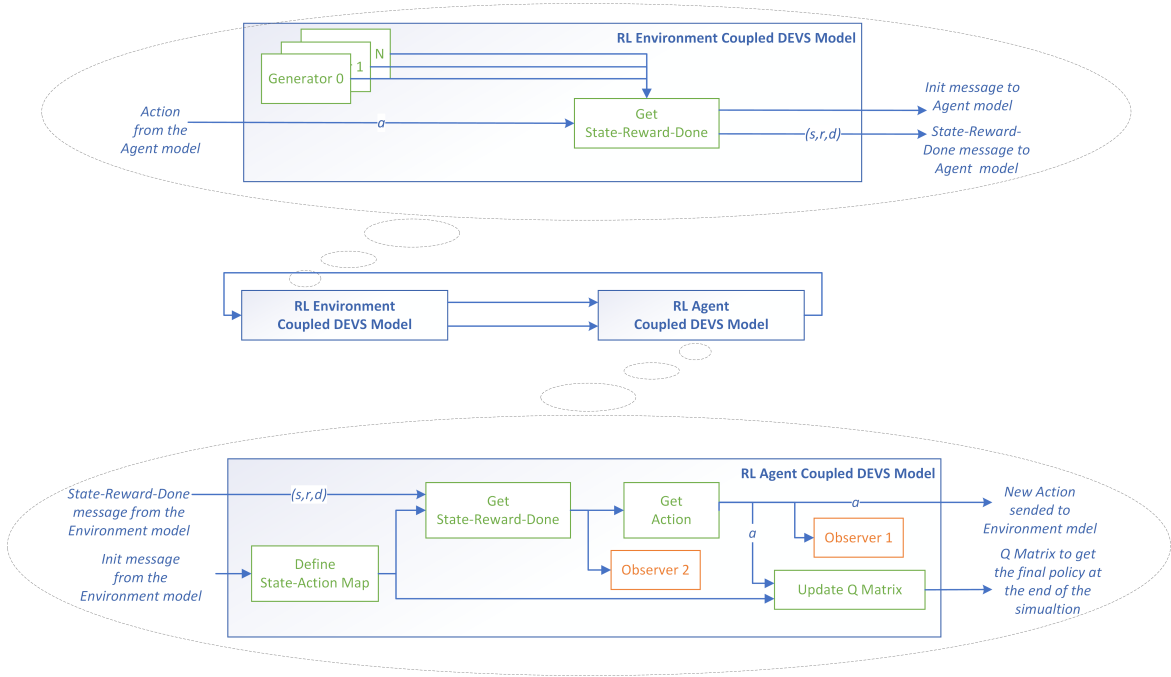 RL Environment Coupled DEVS Model
N
1
Generator 0
Action
from the
Agent model
a
Get
State-Reward-Done
(s,r,d)
Init message to
Agent model
State-Reward-
Done message to
Agent model
RL Environment
Coupled DEVS Model
RL Agent
Coupled DEVS Model
RL Agent Coupled DEVS Model
State-Reward-Done
message from the
Environment model)
(s,r,d)
Get
State-Reward-Done
Get
Action
a
a
New Action
sended to
Environment mdel)
Observer 1
Init message
from the
Environment model)
Define
State-Action Map
Observer 2
Update Q Matrix
Q Matrix to get
the final policy at
the end of the
simualtion)